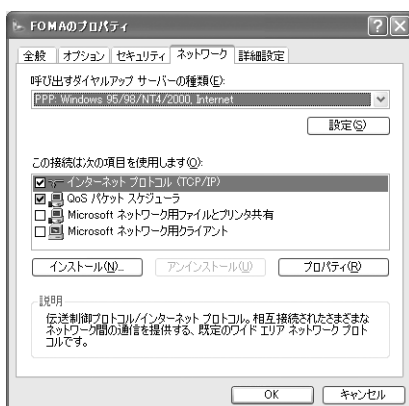 FOMAのプロパティ
全般 オプション セキュリティ ネットワーク 詳細設定
呼び出すダイヤルアップ サーバーの種類(E):
PPP: Windows 95/98/NT4/2000, Internet
設定(S)
この接続は次の項目を使用します(O):
インターネット プロトコル (TCP/IP)
QoS パケット スケジューラ
Microsoft ネットワーク用ファイルとプリンタ共有
Microsoft ネットワーク用クライアント
インストール(N)... アンインストール(U) プロパティ(R)
説明
伝送制御プロトコル/インターネット プロトコル。相互接続されたさまざまな
ネットワーク間の通信を提供する、既定のワイド エリア ネットワーク プロト
コルです。
OK キャンセル